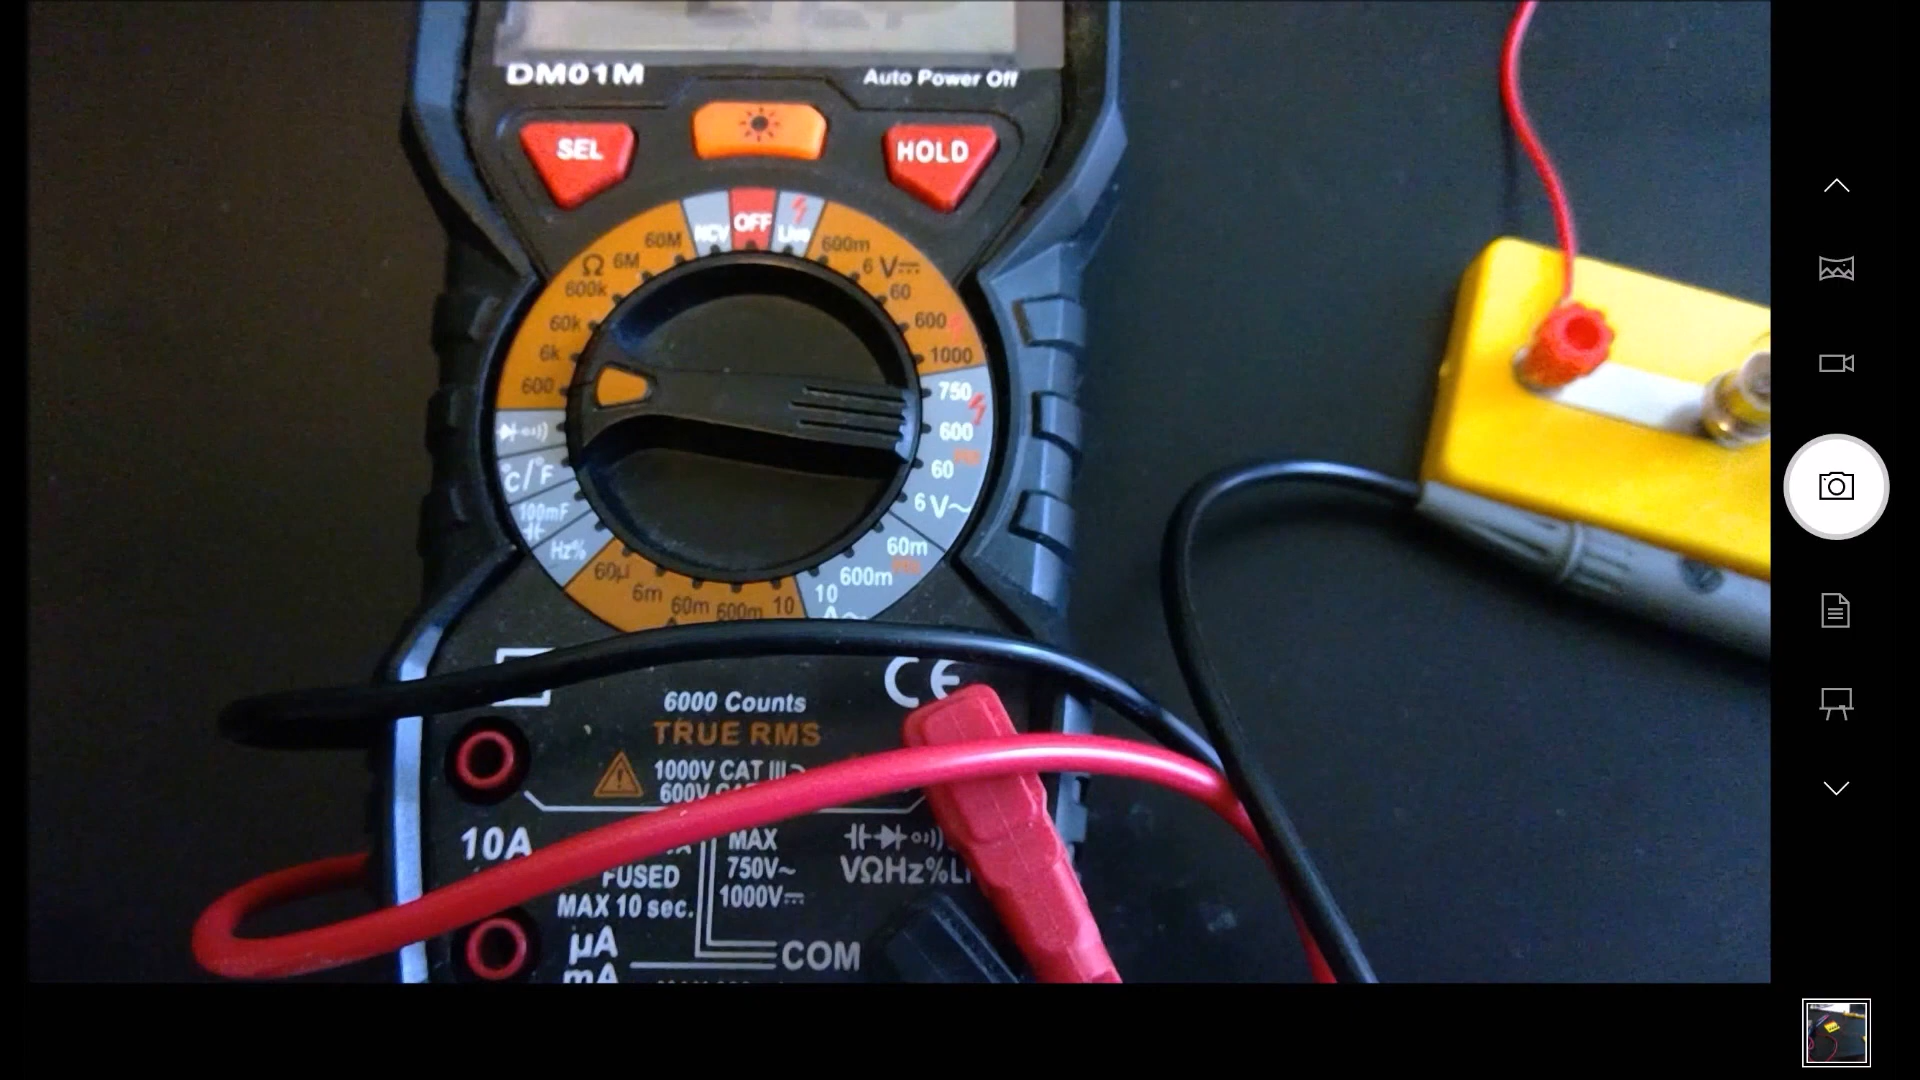 DM01M
Auto Power Off
SEL
HOLD
NCV
OFF
Live
60M
Ω
6M
600k
60k
6k
600
600m
6
V⎓
60
600
1000
750
600
60
6
V~
°C/°F
100mF
Hz%
60µ
6m
60m
600m
10
10
A~
600m
60m
CE
6000 Counts
TRUE RMS
1000V CAT III
600V
10A
FUSED
MAX 10 sec.
MAX
750V~
1000V⎓
VΩHz%
µA
mA
COM